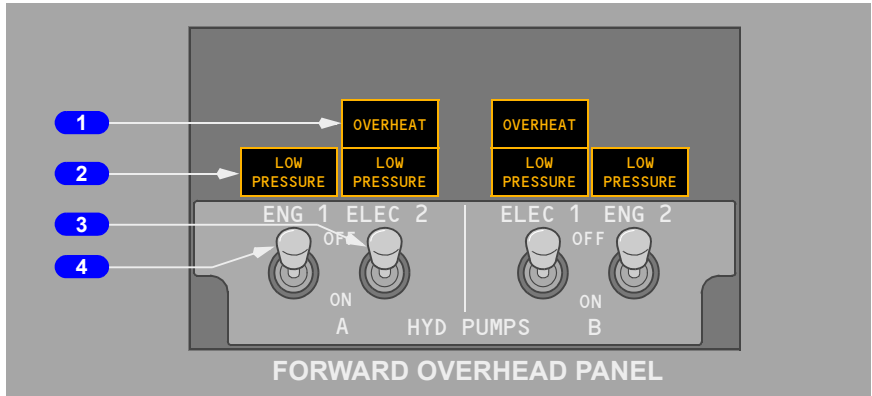 1
OVERHEAT
OVERHEAT
2
LOW
PRESSURE
LOW
PRESSURE
LOW
PRESSURE
LOW
PRESSURE
3
ENG 1 ELEC 2
ELEC 1 ENG 2
OFF
OFF
4
ON
ON
A HYD PUMPS B
FORWARD OVERHEAD PANEL